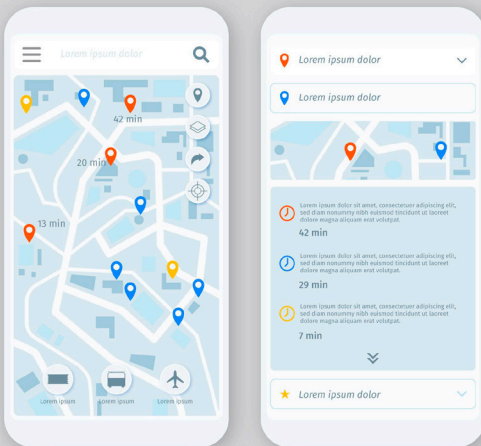 Lorem ipsum dolor
42 min
20 min
13 min
Lorem ipsum
Lorem ipsum
Lorem ipsum
Lorem ipsum dolor
Lorem ipsum dolor
Lorem ipsum dolor sit amet, consectetuer adipiscing elit,
sed diam nonummy nibh euismod tincidunt ut laoreet
dolore magna aliquam erat volutpat.
42 min
Lorem ipsum dolor sit amet, consectetuer adipiscing elit,
sed diam nonummy nibh euismod tincidunt ut laoreet
dolore magna aliquam erat volutpat.
29 min
Lorem ipsum dolor sit amet, consectetuer adipiscing elit,
sed diam nonummy nibh euismod tincidunt ut laoreet
dolore magna aliquam erat volutpat.
7 min
Lorem ipsum dolor